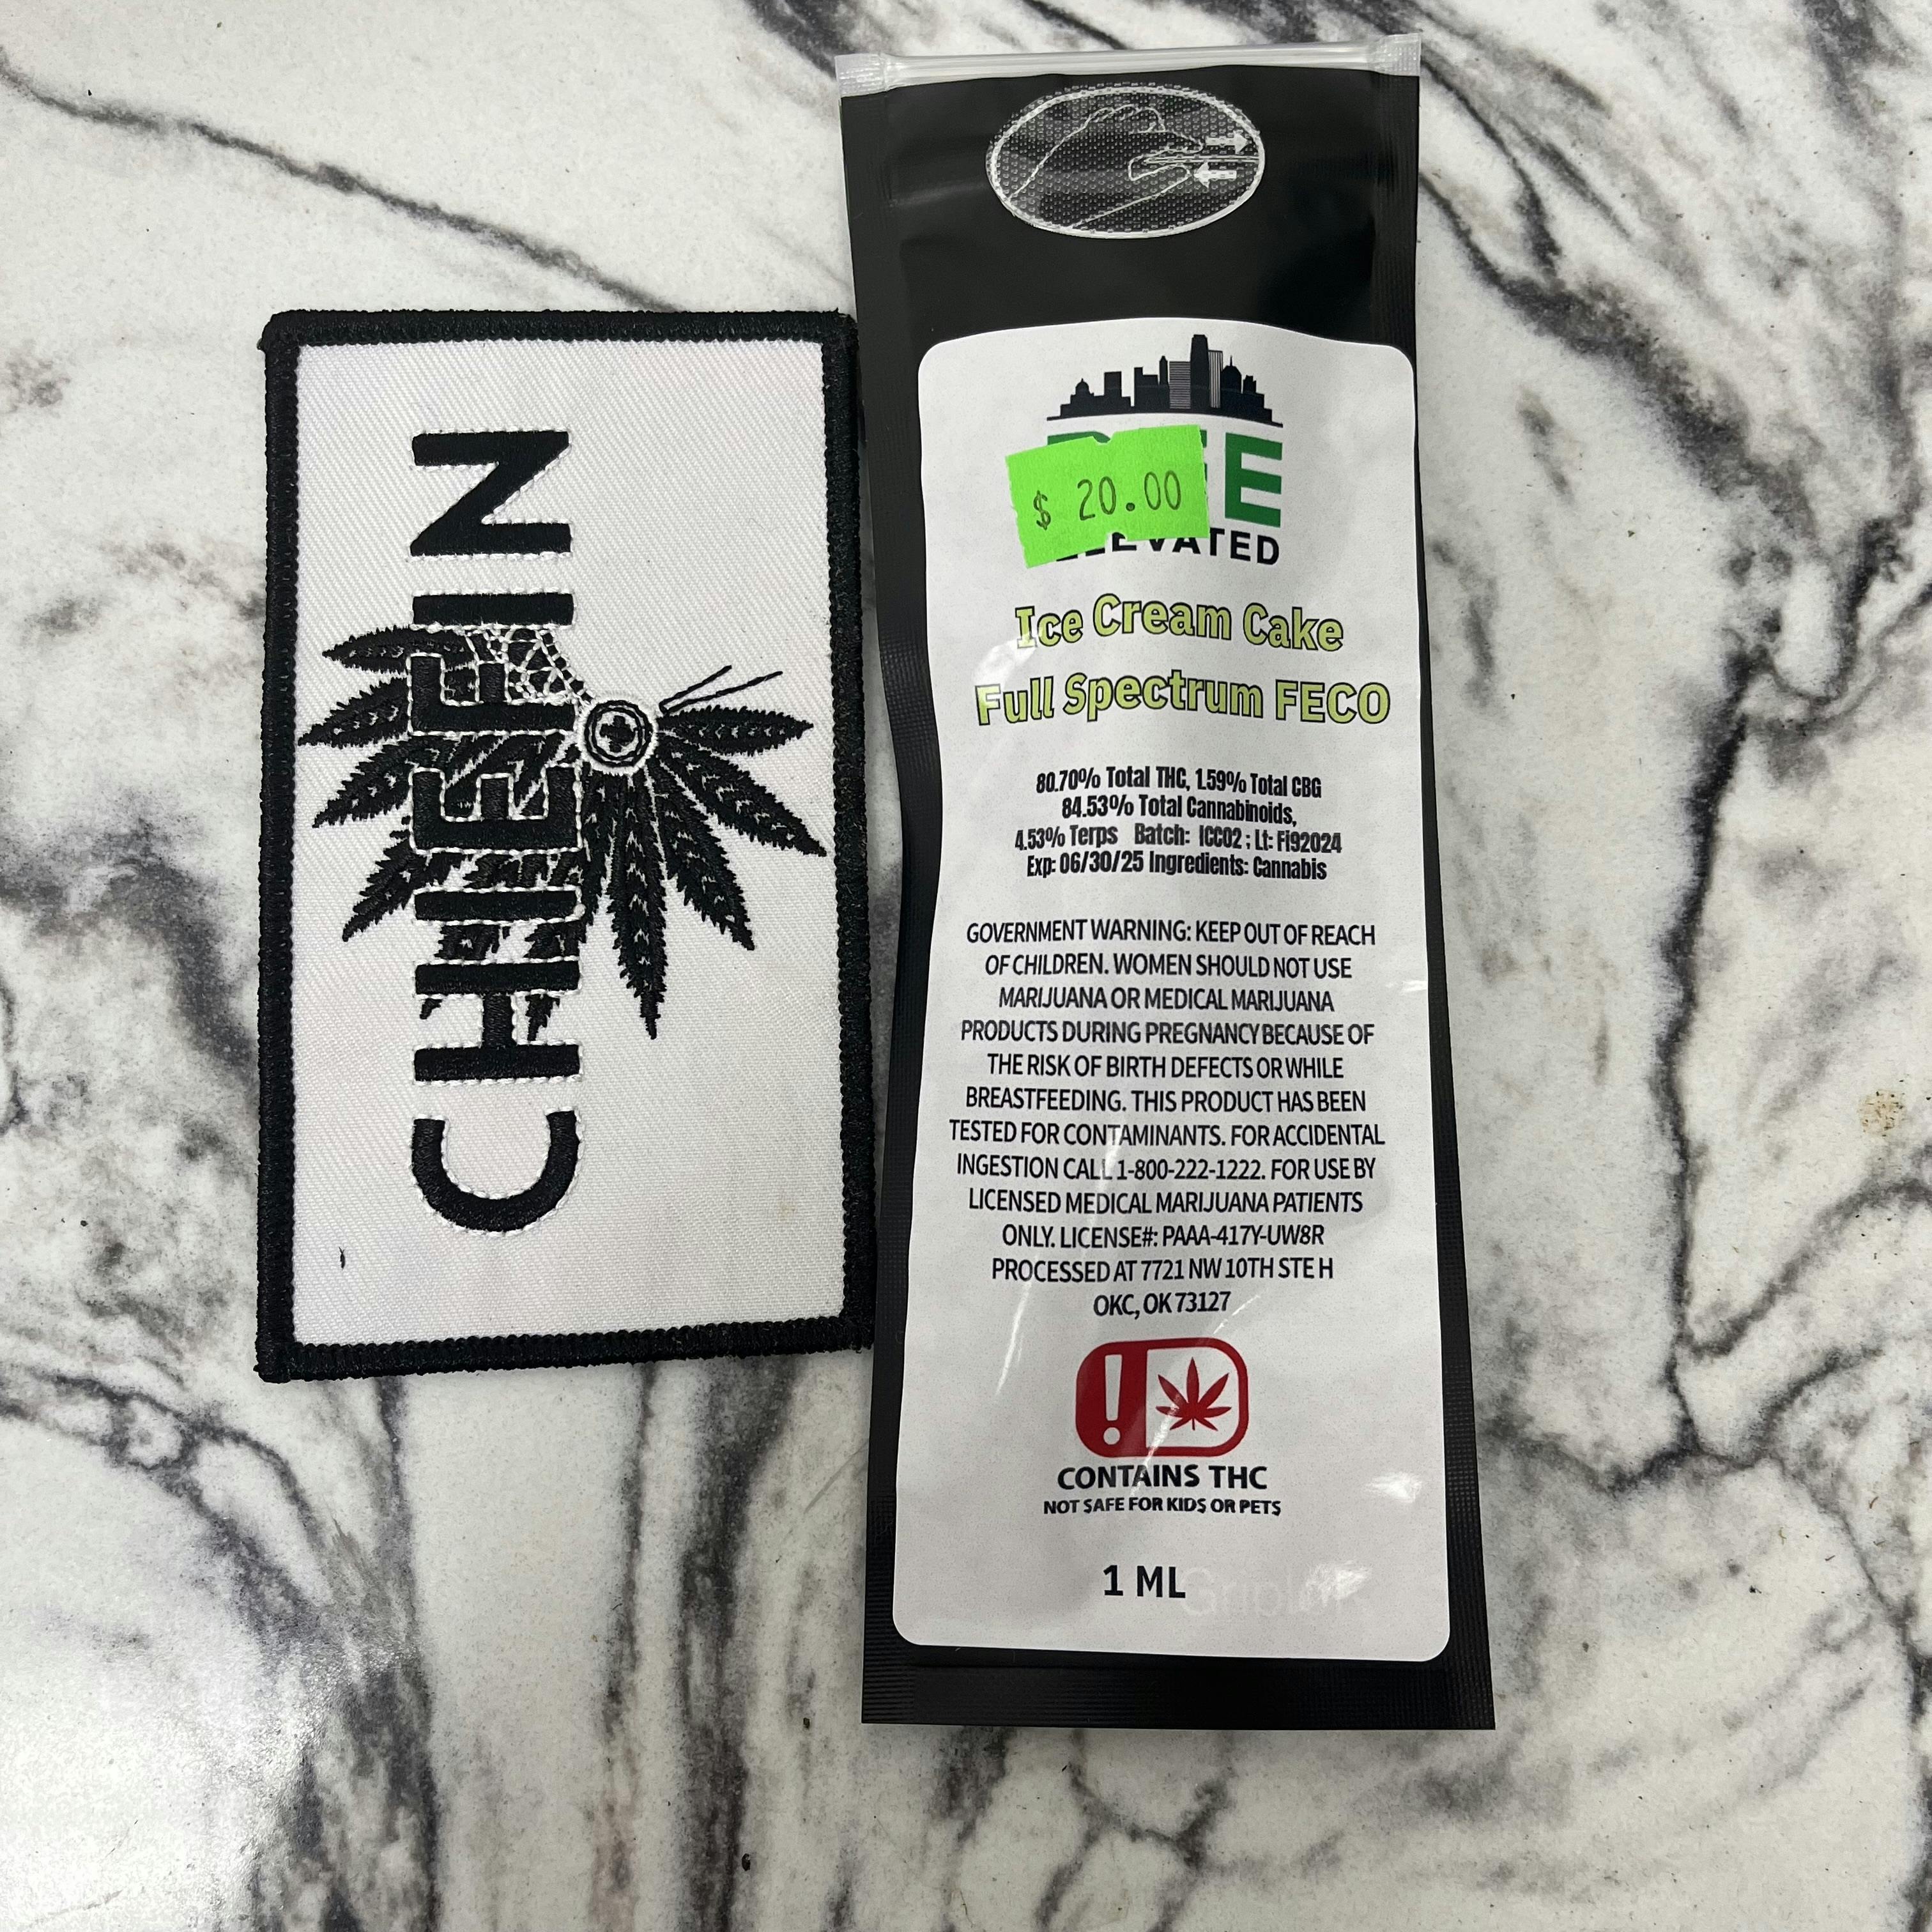 CHIEFIN
$ 20.00
ELEVATED
Ice Cream Cake
Full Spectrum FECO
80.70% Total THC, 1.59% Total CBG
84.53% Total Cannabinoids,
4.53% Terps Batch: ICC02 ; Lt: FI92024
Exp: 06/30/25 Ingredients: Cannabis
GOVERNMENT WARNING: KEEP OUT OF REACH
OF CHILDREN. WOMEN SHOULD NOT USE
MARIJUANA OR MEDICAL MARIJUANA
PRODUCTS DURING PREGNANCY BECAUSE OF
THE RISK OF BIRTH DEFECTS OR WHILE
BREASTFEEDING. THIS PRODUCT HAS BEEN
TESTED FOR CONTAMINANTS. FOR ACCIDENTAL
INGESTION CALL 1-800-222-1222. FOR USE BY
LICENSED MEDICAL MARIJUANA PATIENTS
ONLY. LICENSE#: PAAA-417Y-UW8R
PROCESSED AT 7721 NW 10TH STE H
OKC, OK 73127
CONTAINS THC
NOT SAFE FOR KIDS OR PETS
1 ML